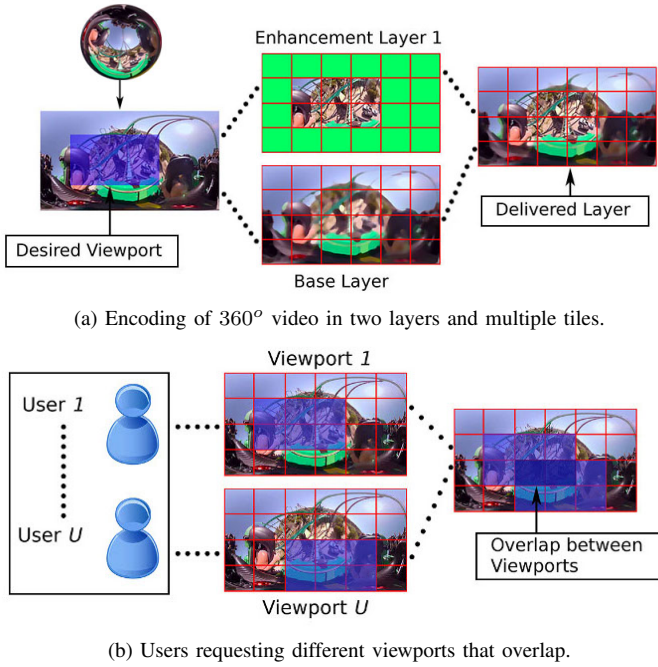 Enhancement Layer 1
Desired Viewport
Base Layer
Delivered Layer
(a) Encoding of 360° video in two layers and multiple tiles.
Viewport 1
User 1
User U
Viewport U
Overlap between
Viewports
(b) Users requesting different viewports that overlap.